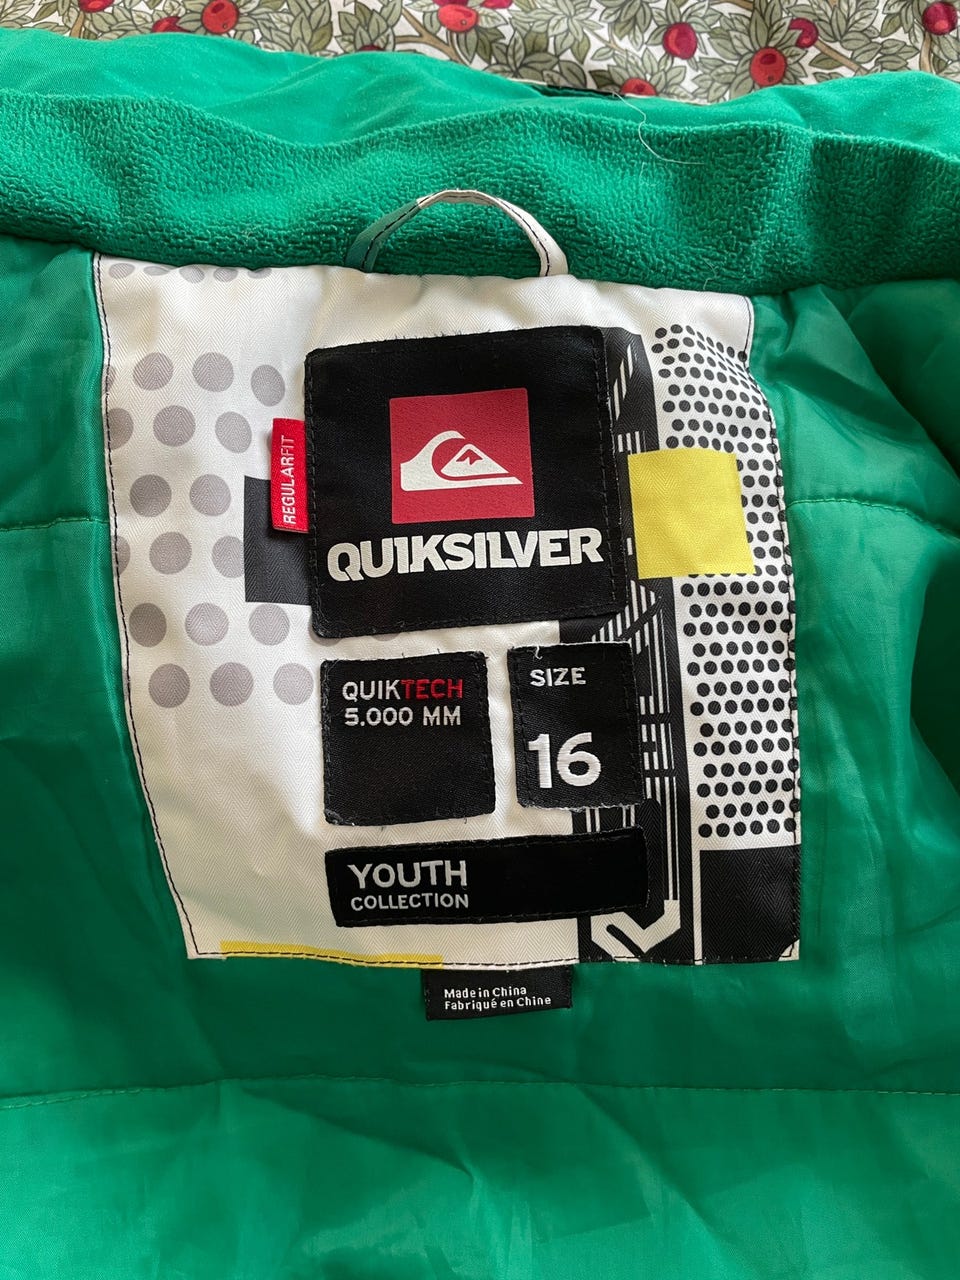 REGULARFIT
QUIKSILVER
QUIKTECH
5.000 MM
SIZE
16
YOUTH
COLLECTION
Made in China
Fabriqué en Chine